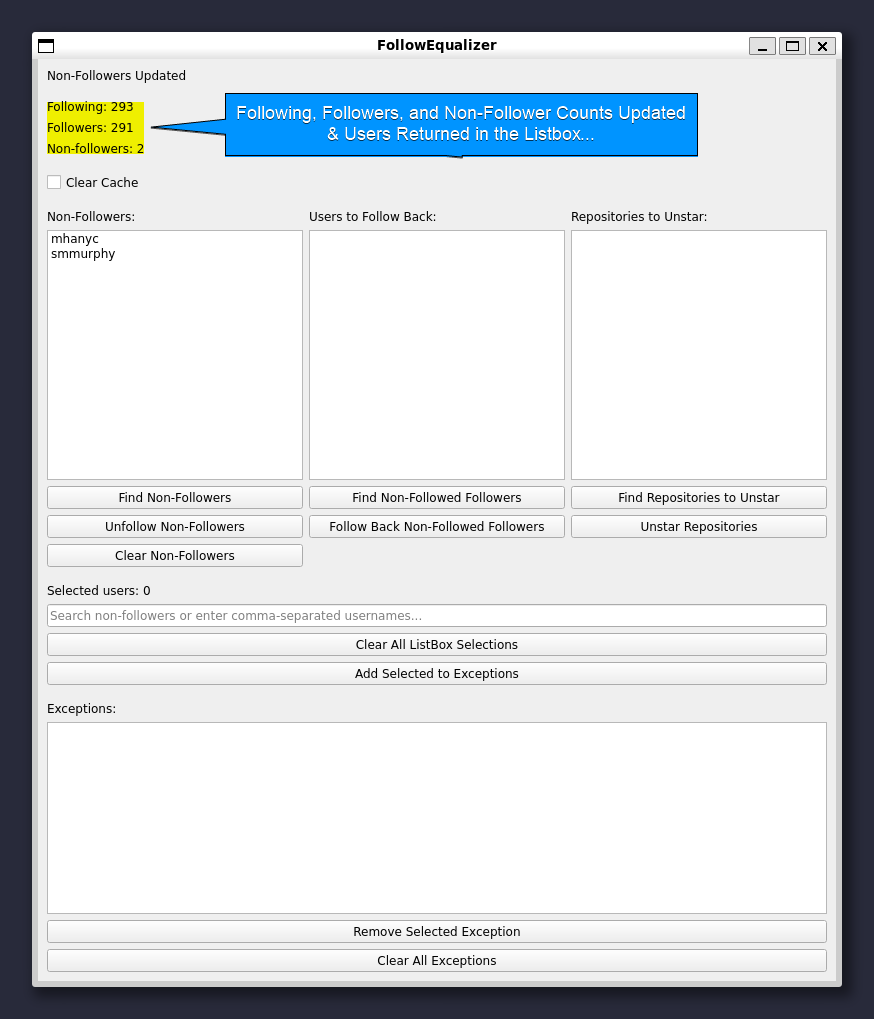 FollowEqualizer
Non-Followers Updated
Following: 293
Followers: 291
Non-followers: 2
Following, Followers, and Non-Follower Counts Updated
& Users Returned in the Listbox...
Clear Cache
Non-Followers:
Users to Follow Back:
Repositories to Unstar:
mhanyc
smmurphy
Find Non-Followers
Find Non-Followed Followers
Find Repositories to Unstar
Unfollow Non-Followers
Follow Back Non-Followed Followers
Unstar Repositories
Clear Non-Followers
Selected users: 0
Search non-followers or enter comma-separated usernames...
Clear All ListBox Selections
Add Selected to Exceptions
Exceptions:
Remove Selected Exception
Clear All Exceptions